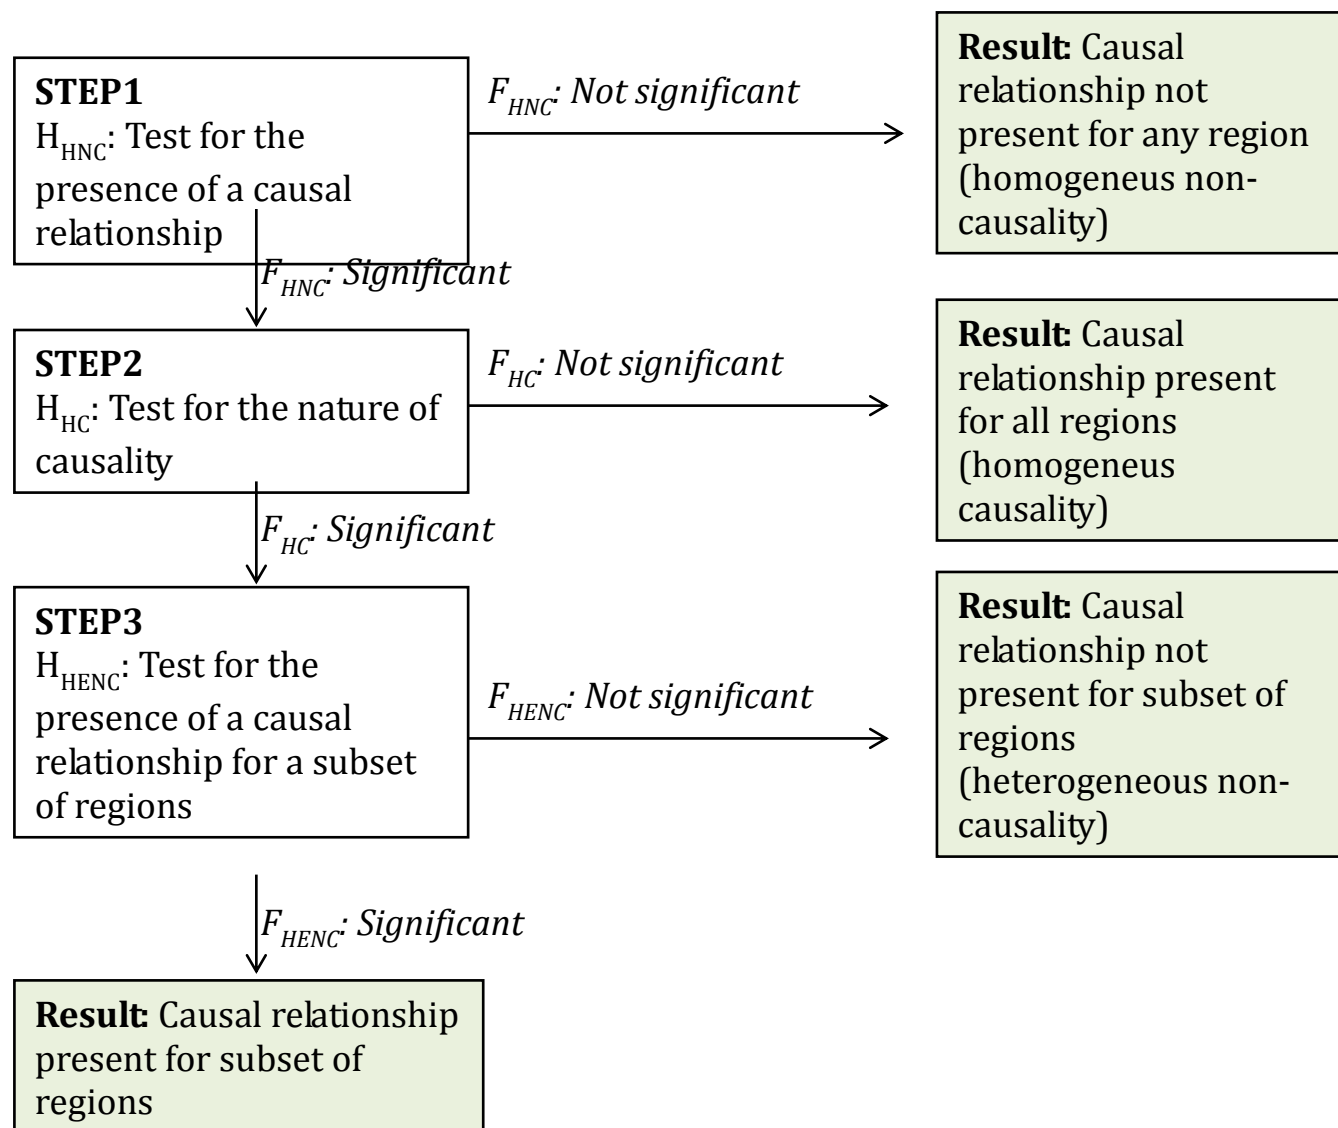 STEP1
H_HNC: Test for the
presence of a causal
relationship
F_HNC: Not significant
Result: Causal
relationship not
present for any region
(homogeneus non-
causality)
F_HNC: Significant
STEP2
H_HC: Test for the nature of
causality
F_HC: Not significant
Result: Causal
relationship present
for all regions
(homogeneus
causality)
F_HC: Significant
STEP3
H_HENC: Test for the
presence of a causal
relationship for a subset
of regions
F_HENC: Not significant
Result: Causal
relationship not
present for subset of
regions
(heterogeneous non-
causality)
F_HENC: Significant
Result: Causal relationship
present for subset of
regions